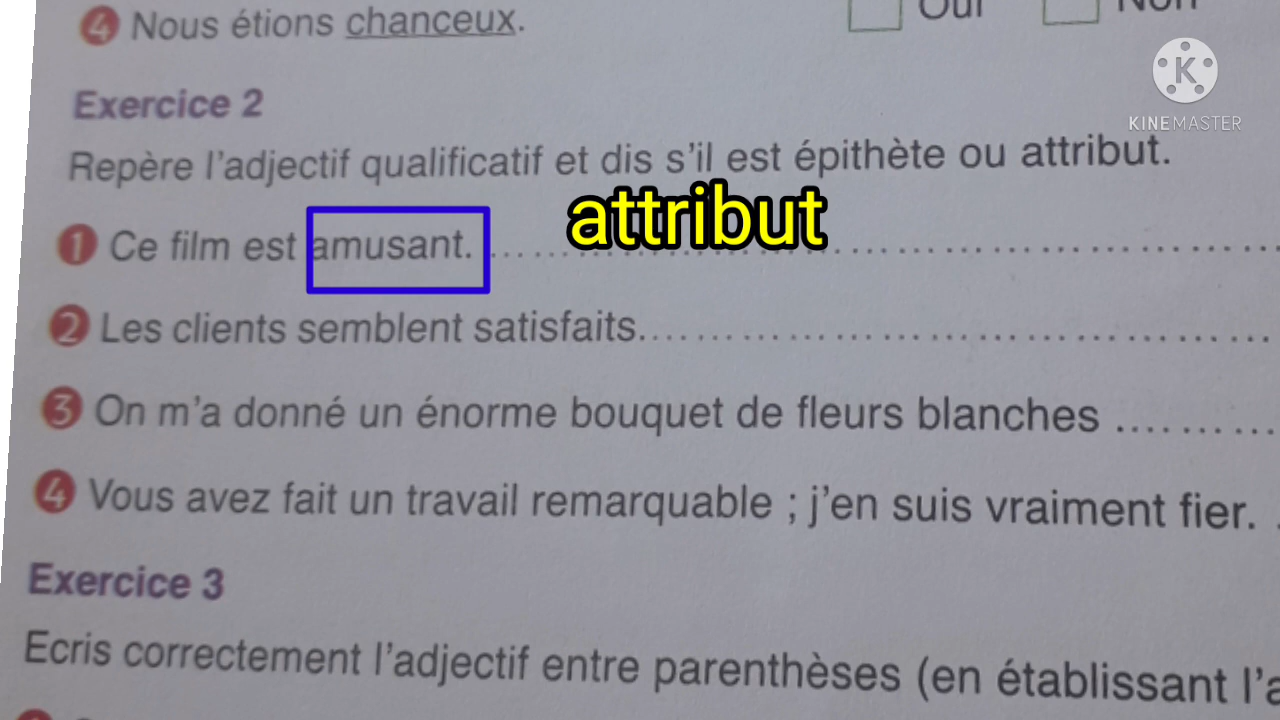 4 Nous étions chanceux.
Oui Non
KINEMASTER
Exercice 2
Repère l'adjectif qualificatif et dis s'il est épithète ou attribut.
attribut
1 Ce film est amusant. ..........................................
2 Les clients semblent satisfaits..........................................
3 On m'a donné un énorme bouquet de fleurs blanches ..........
4 Vous avez fait un travail remarquable ; j'en suis vraiment fier. .
Exercice 3
Ecris correctement l'adjectif entre parenthèses (en établissant l'a